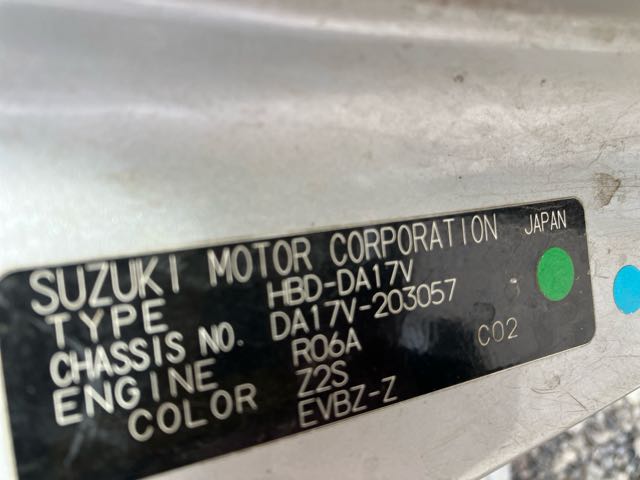 SUZUKI MOTOR CORPORATION JAPAN
TYPE HBD-DA17V
CHASSIS NO. DA17V-203057
ENGINE R06A C02
COLOR Z2S
EVBZ-Z